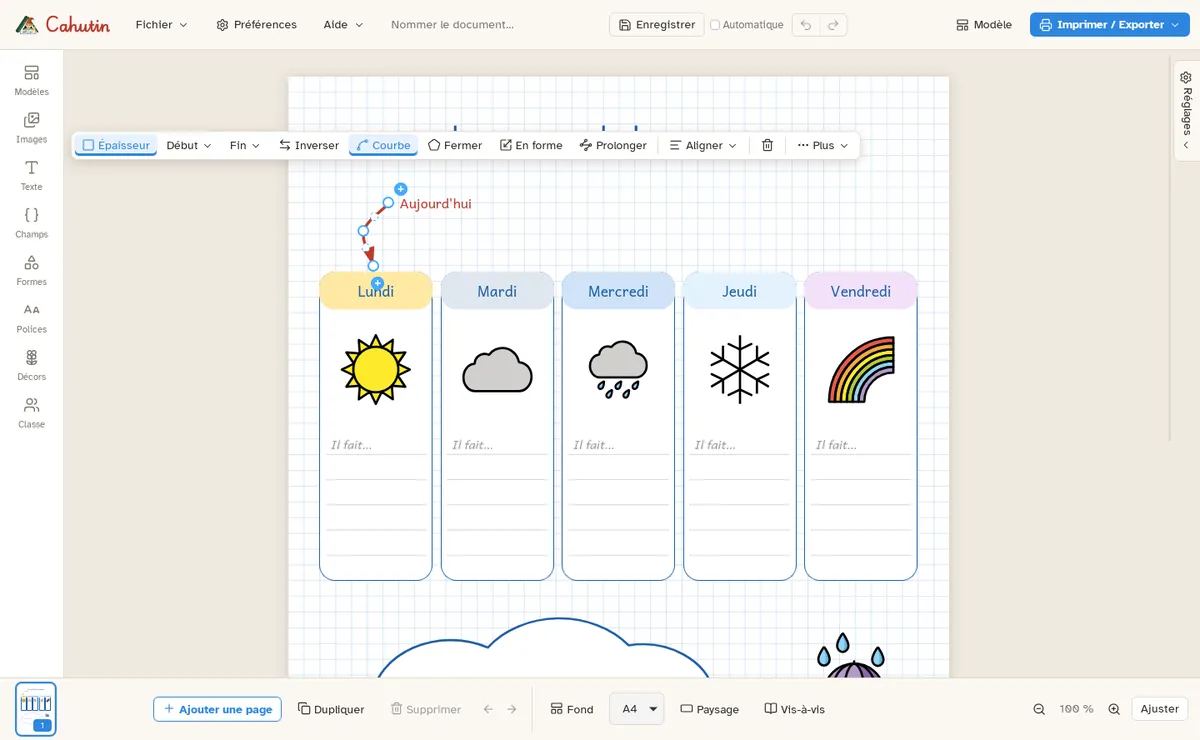 Cahutin
Fichier
Préférences
Aide
Nommer le document...
Enregistrer
Automatique
Modèle
Imprimer / Exporter
Modèles
Images
Texte
{ }
Champs
Formes
AA
Polices
Décors
Classe
Réglages
Épaisseur
Début
Fin
Inverser
Courbe
Fermer
En forme
Prolonger
Aligner
Plus
Aujourd'hui
Lundi
Mardi
Mercredi
Jeudi
Vendredi
Il fait...
Il fait...
Il fait...
Il fait...
Il fait...
1
+ Ajouter une page
Dupliquer
Supprimer
Fond
A4
Paysage
Vis-à-vis
100 %
Ajuster